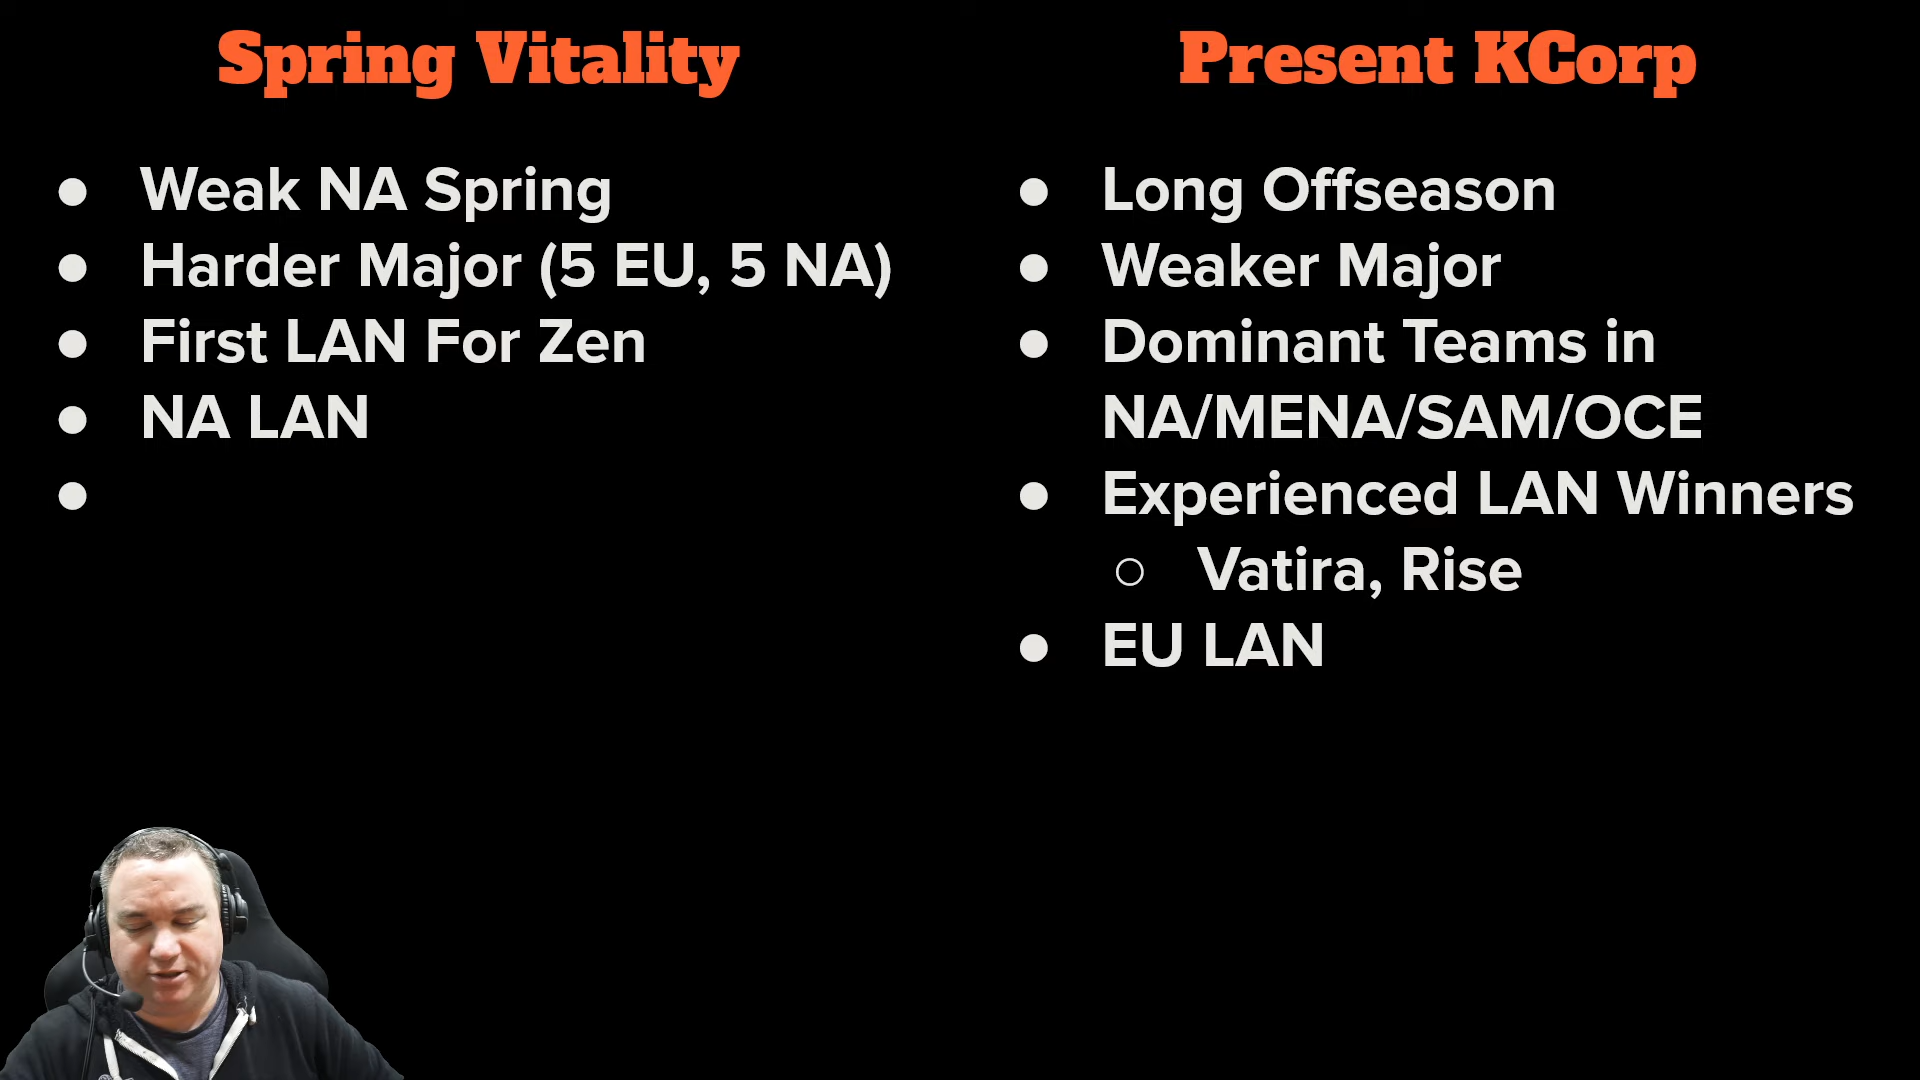 Spring Vitality
Weak NA Spring
Harder Major (5 EU, 5 NA)
First LAN For Zen
NA LAN
Present KCorp
Long Offseason
Weaker Major
Dominant Teams in
NA/MENA/SAM/OCE
Experienced LAN Winners
Vatira, Rise
EU LAN